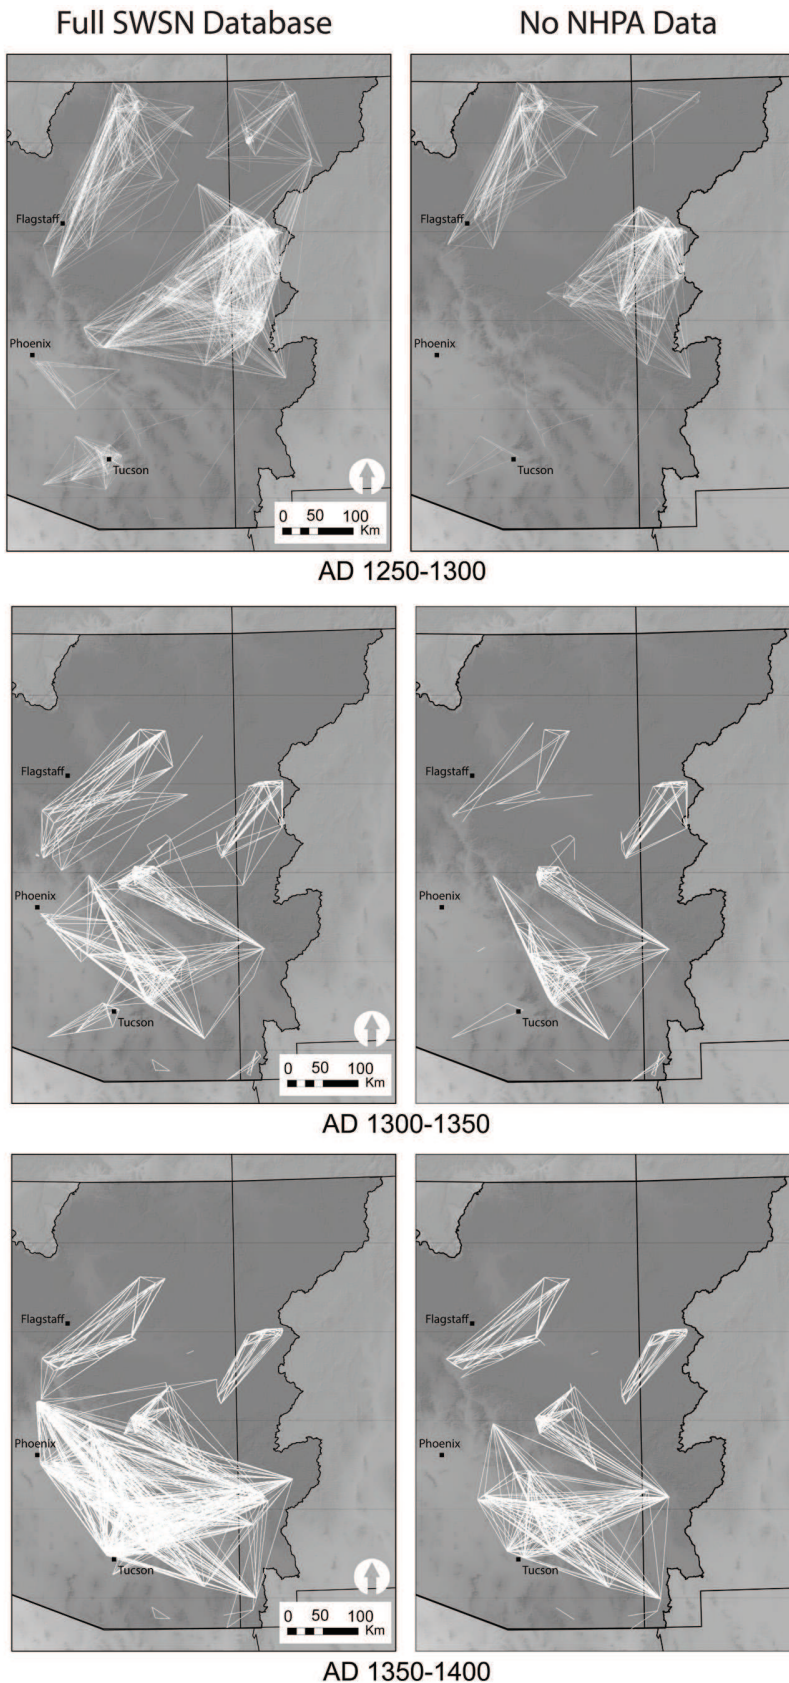 Full SWSN Database
No NHPA Data
Flagstaff
Phoenix
Tucson
0 50 100
Km
Flagstaff
Phoenix
Tucson
AD 1250-1300
Flagstaff
Phoenix
Tucson
0 50 100
Km
Flagstaff
Phoenix
Tucson
AD 1300-1350
Flagstaff
Phoenix
Tucson
0 50 100
Km
Flagstaff
Phoenix
Tucson
AD 1350-1400